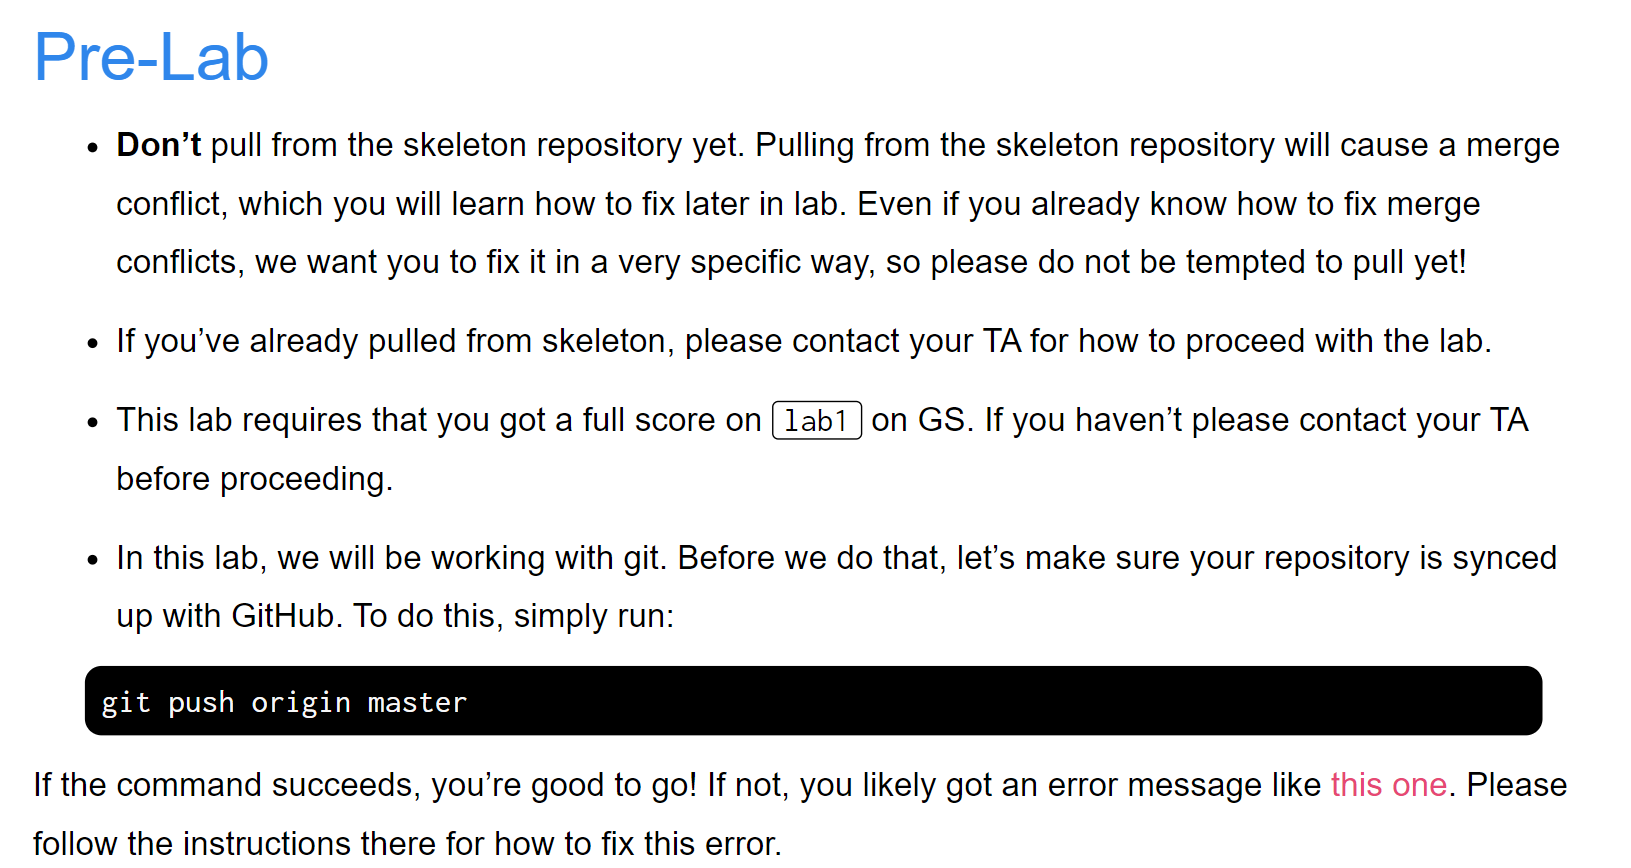 Pre-Lab
• Don’t pull from the skeleton repository yet. Pulling from the skeleton repository will cause a merge
conflict, which you will learn how to fix later in lab. Even if you already know how to fix merge
conflicts, we want you to fix it in a very specific way, so please do not be tempted to pull yet!
• If you’ve already pulled from skeleton, please contact your TA for how to proceed with the lab.
• This lab requires that you got a full score on lab1 on GS. If you haven’t please contact your TA
before proceeding.
• In this lab, we will be working with git. Before we do that, let’s make sure your repository is synced
up with GitHub. To do this, simply run:
git push origin master
If the command succeeds, you’re good to go! If not, you likely got an error message like this one. Please
follow the instructions there for how to fix this error.